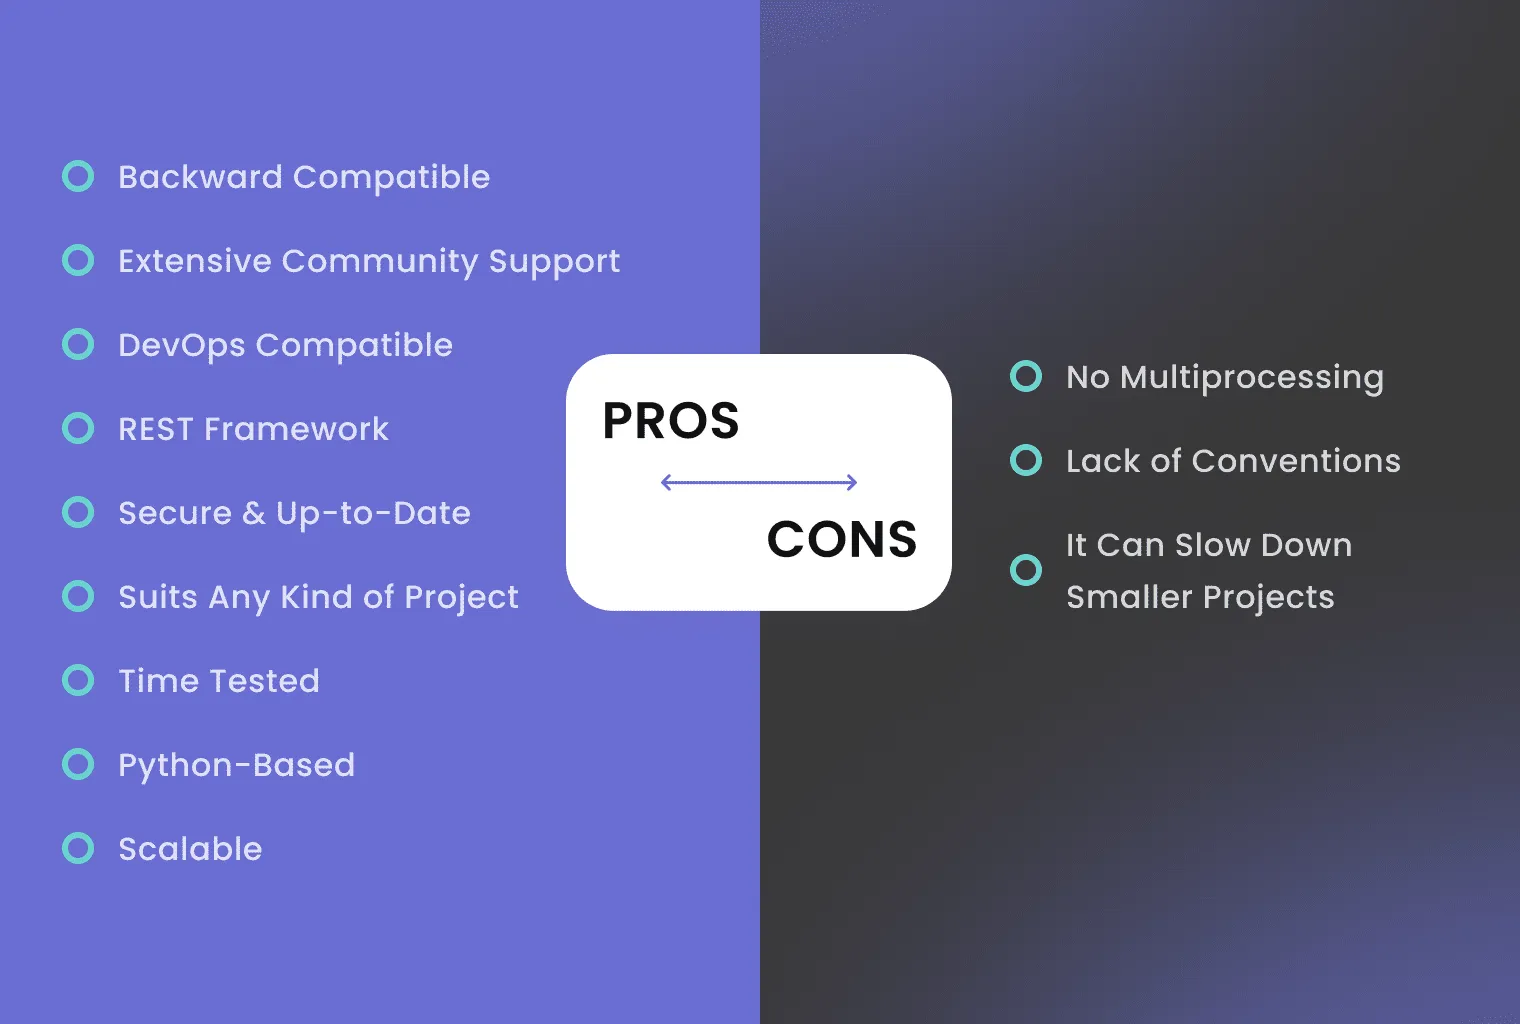 Backward Compatible
Extensive Community Support
DevOps Compatible
REST Framework
Secure & Up-to-Date
Suits Any Kind of Project
Time Tested
Python-Based
Scalable
PROS
CONS
No Multiprocessing
Lack of Conventions
It Can Slow Down
Smaller Projects